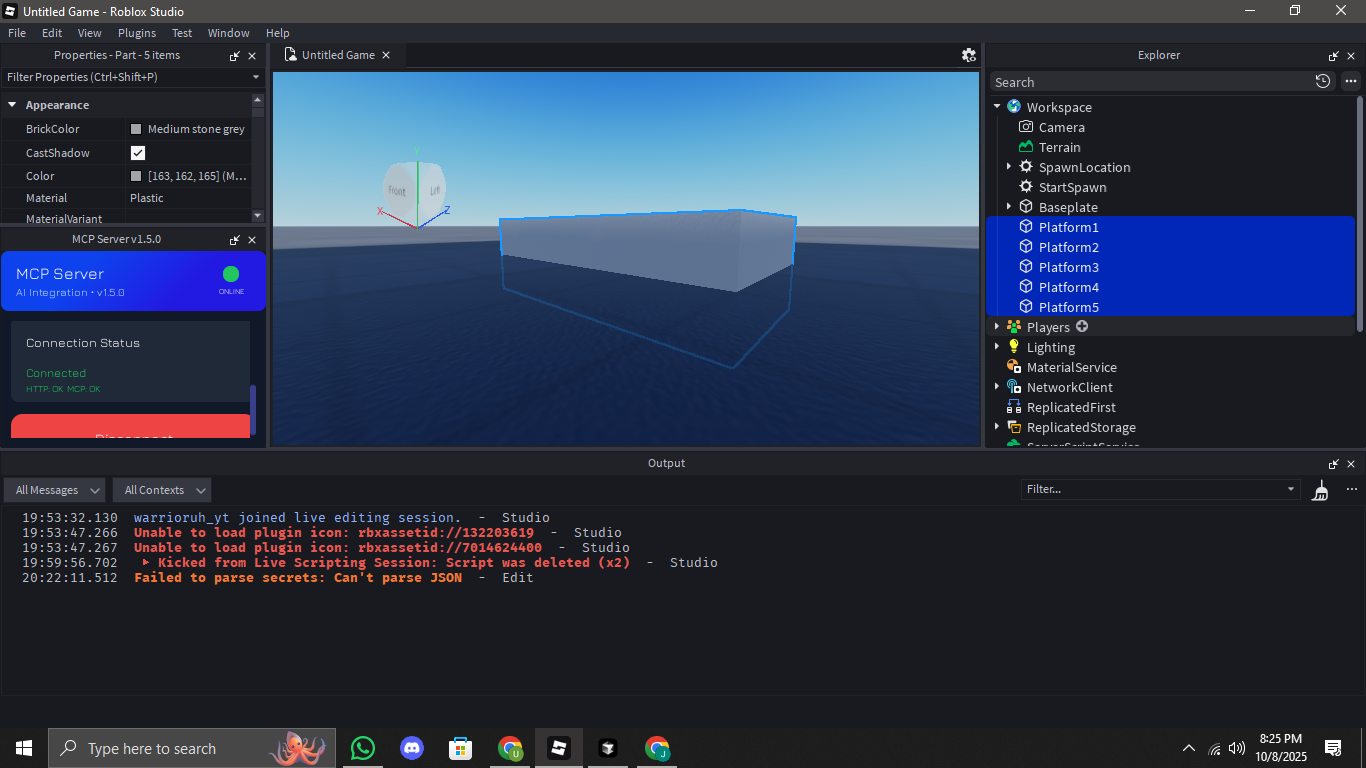 Untitled Game - Roblox Studio
File Edit View Plugins Test Window Help
Properties - Part - 5 items
Filter Properties (Ctrl+Shift+P)
Appearance
BrickColor Medium stone grey
CastShadow
Color [163, 162, 165] (M...
Material Plastic
MaterialVariant
MCP Server v1.5.0
MCP Server
AI Integration • v1.5.0
ONLINE
Connection Status
Connected
HTTP: OK MCP: OK
Disconnect
Untitled Game
Y
Front
Left
X
Z
Explorer
Search
Workspace
Camera
Terrain
SpawnLocation
StartSpawn
Baseplate
Platform1
Platform2
Platform3
Platform4
Platform5
Players
Lighting
MaterialService
NetworkClient
ReplicatedFirst
ReplicatedStorage
ServerScriptService
Output
All Messages All Contexts Filter...
19:53:32.130 warrioruh_yt joined live editing session. - Studio
19:53:47.266 Unable to load plugin icon: rbxassetid://132203619 - Studio
19:53:47.267 Unable to load plugin icon: rbxassetid://7014624400 - Studio
19:59:56.702 Kicked from Live Scripting Session: Script was deleted (x2) - Studio
20:22:11.512 Failed to parse secrets: Can't parse JSON - Edit
Type here to search
U
J
8:25 PM
10/8/2025